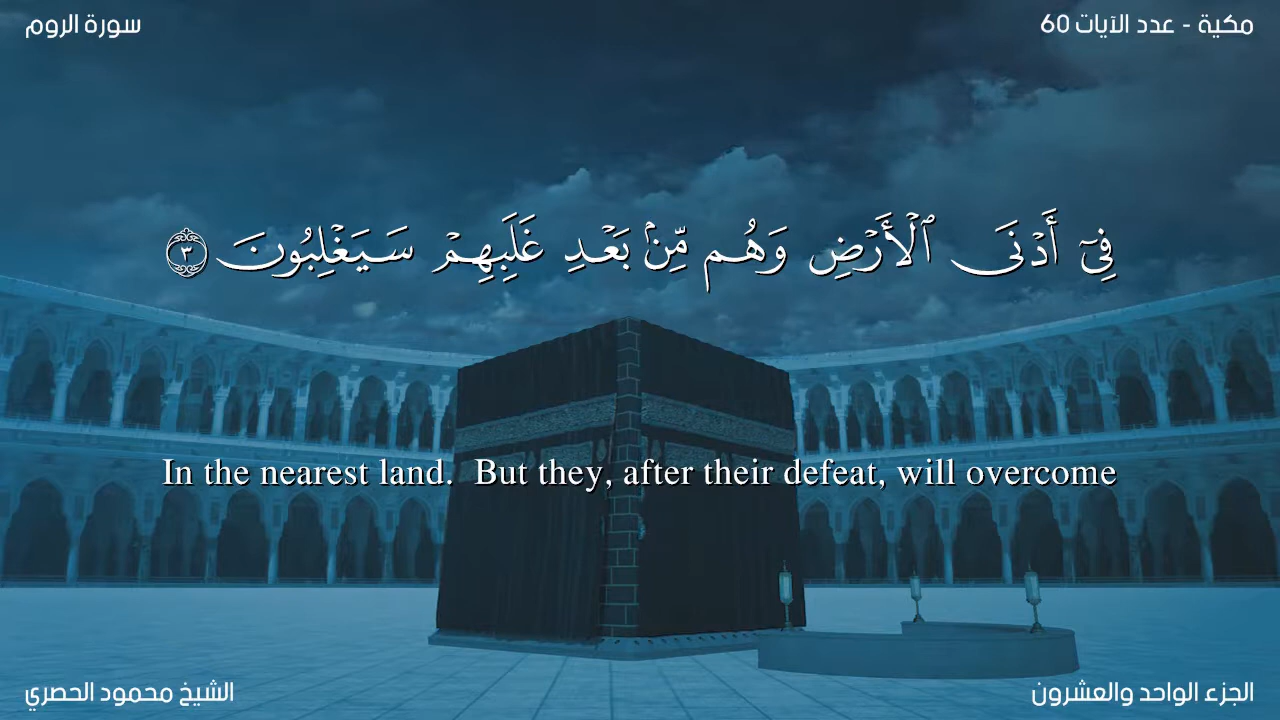 مكية - عدد الآيات 60
سورة الروم
فِىٓ أَدۡنَى ٱلۡأَرۡضِ وَهُم مِّنۢ بَعۡدِ غَلَبِهِمۡ سَيَغۡلِبُونَ ٣
In the nearest land. But they, after their defeat, will overcome
الجزء الواحد والعشرون
الشيخ محمود الحصري